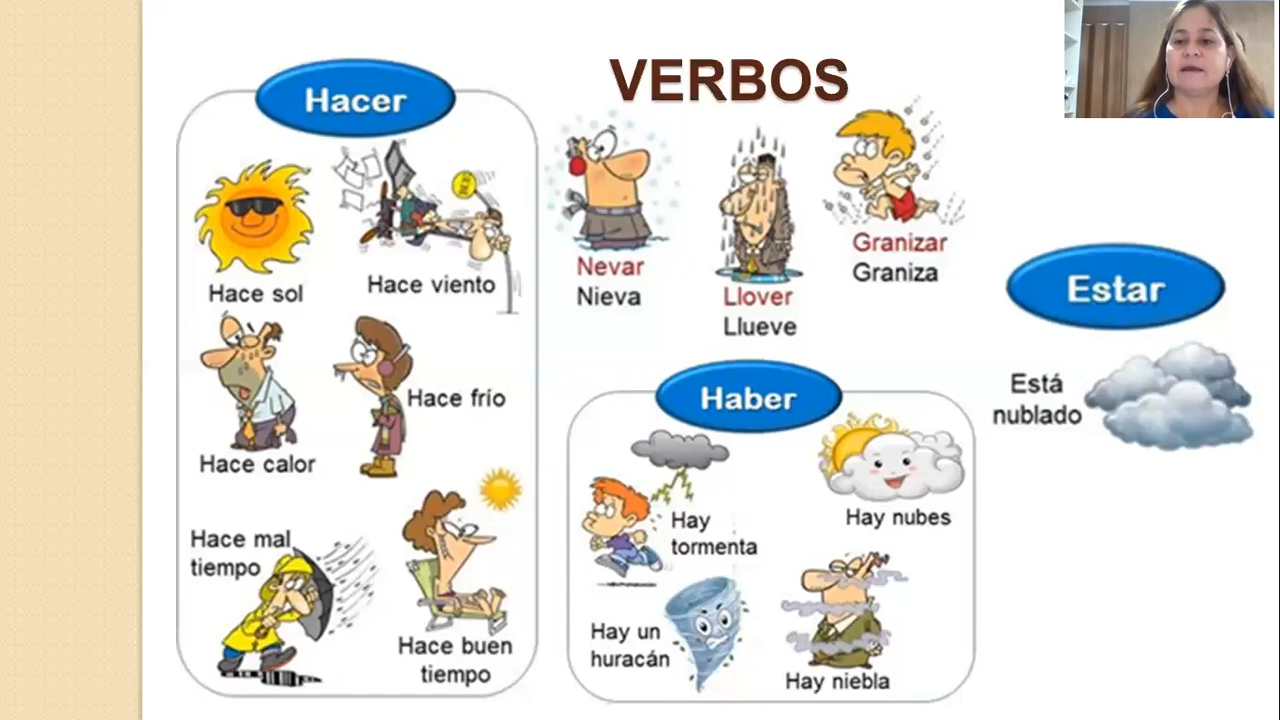 VERBOS
Hacer
Hace sol
Hace viento
Hace calor
Hace frío
Hace mal
tiempo
Hace buen
tiempo
Nevar
Nieva
Llover
Llueve
Granizar
Graniza
Haber
Hay
tormenta
Hay nubes
Hay un
huracán
Hay niebla
Estar
Está
nublado